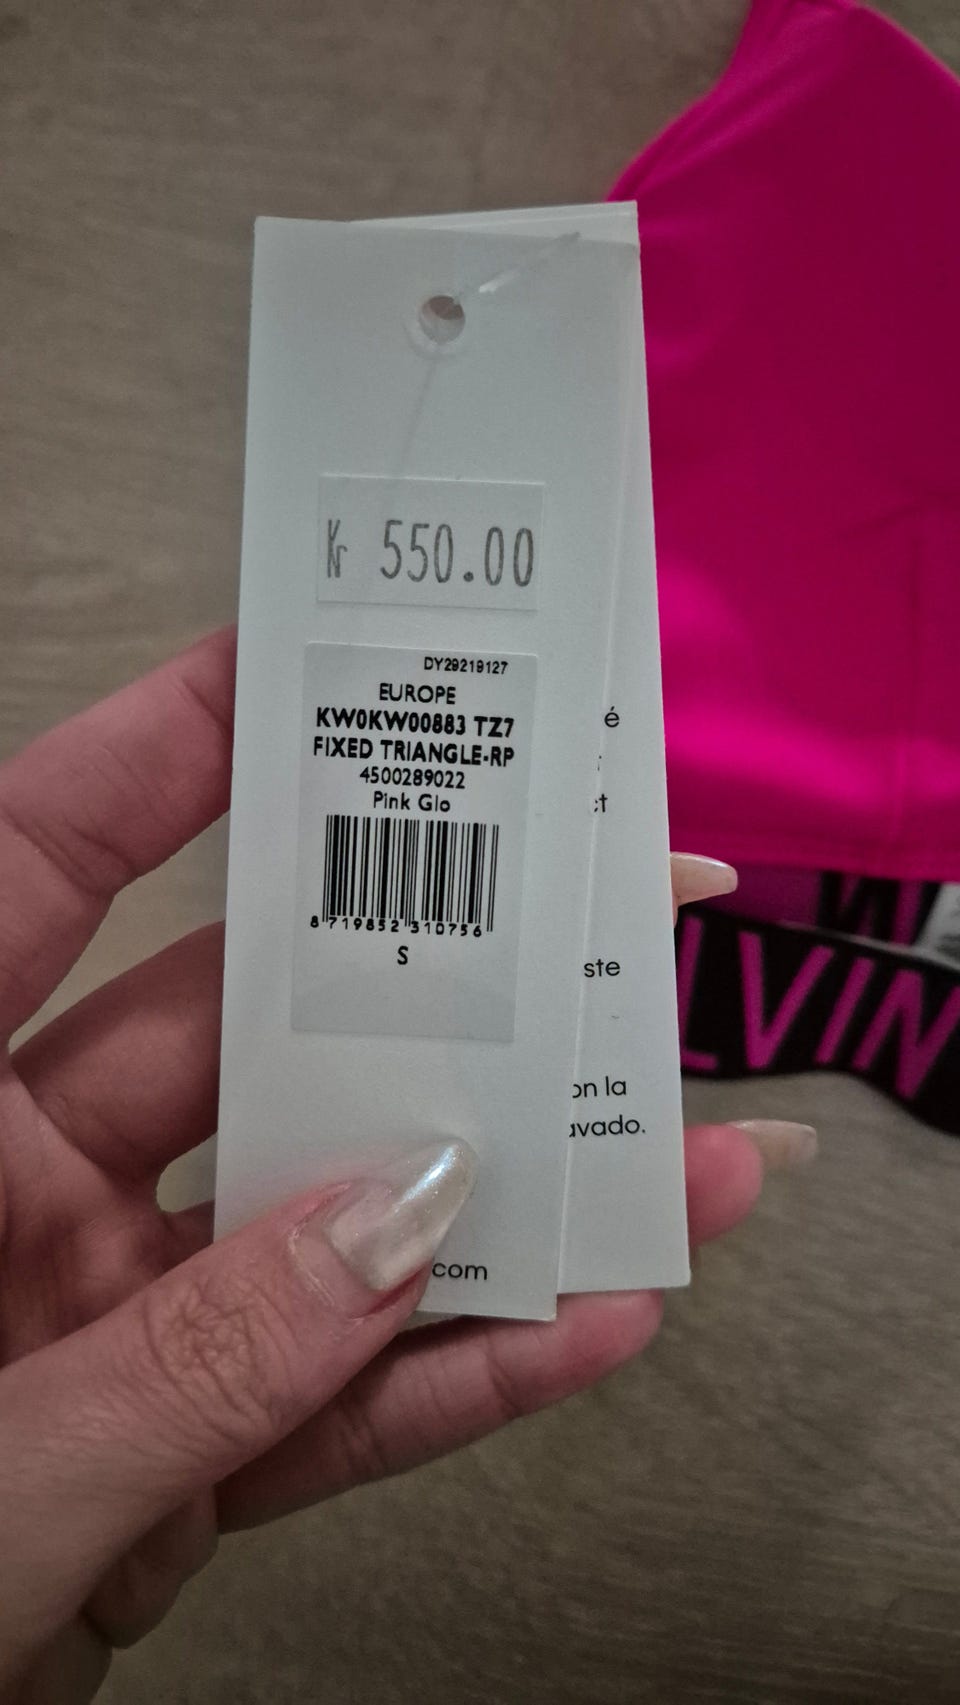 Kr 550.00
DY29219127
EUROPE
KW0KW00883 TZ7
FIXED TRIANGLE-RP
4500289022
Pink Glo
8 719852 310756
S
com
é
ct
ste
on la
avado.
LVIN